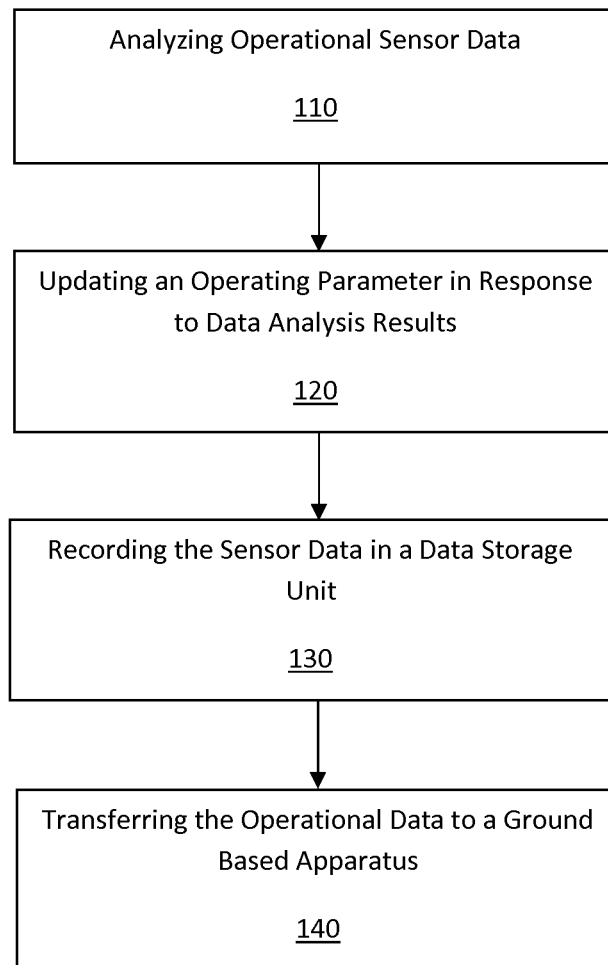 Analyzing Operational Sensor Data
110
Updating an Operating Parameter in Response
to Data Analysis Results
120
Recording the Sensor Data in a Data Storage
Unit
130
Transferring the Operational Data to a Ground
Based Apparatus
140